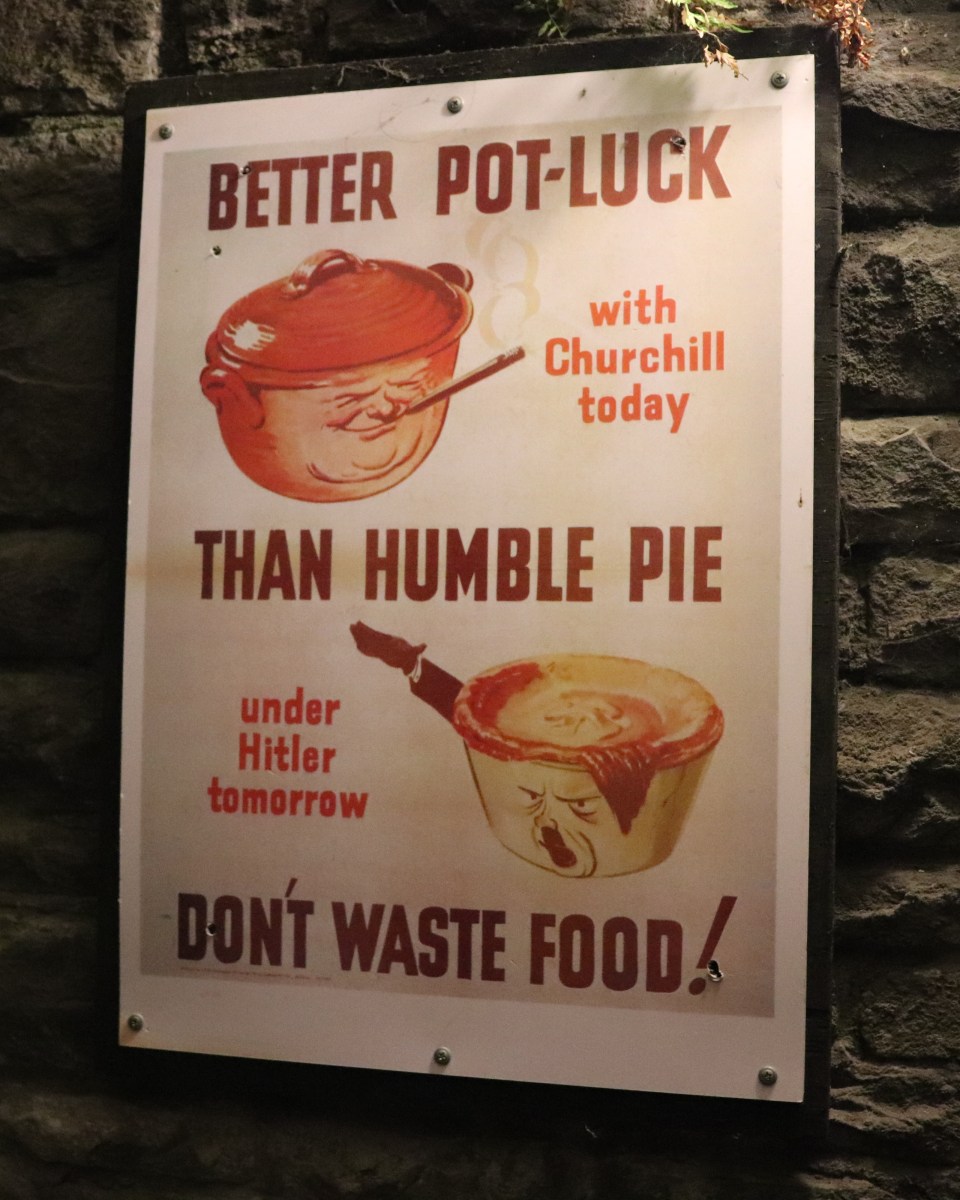 BETTER POT-LUCK
with
Churchill
today
THAN HUMBLE PIE
under
Hitler
tomorrow
DON'T WASTE FOOD!